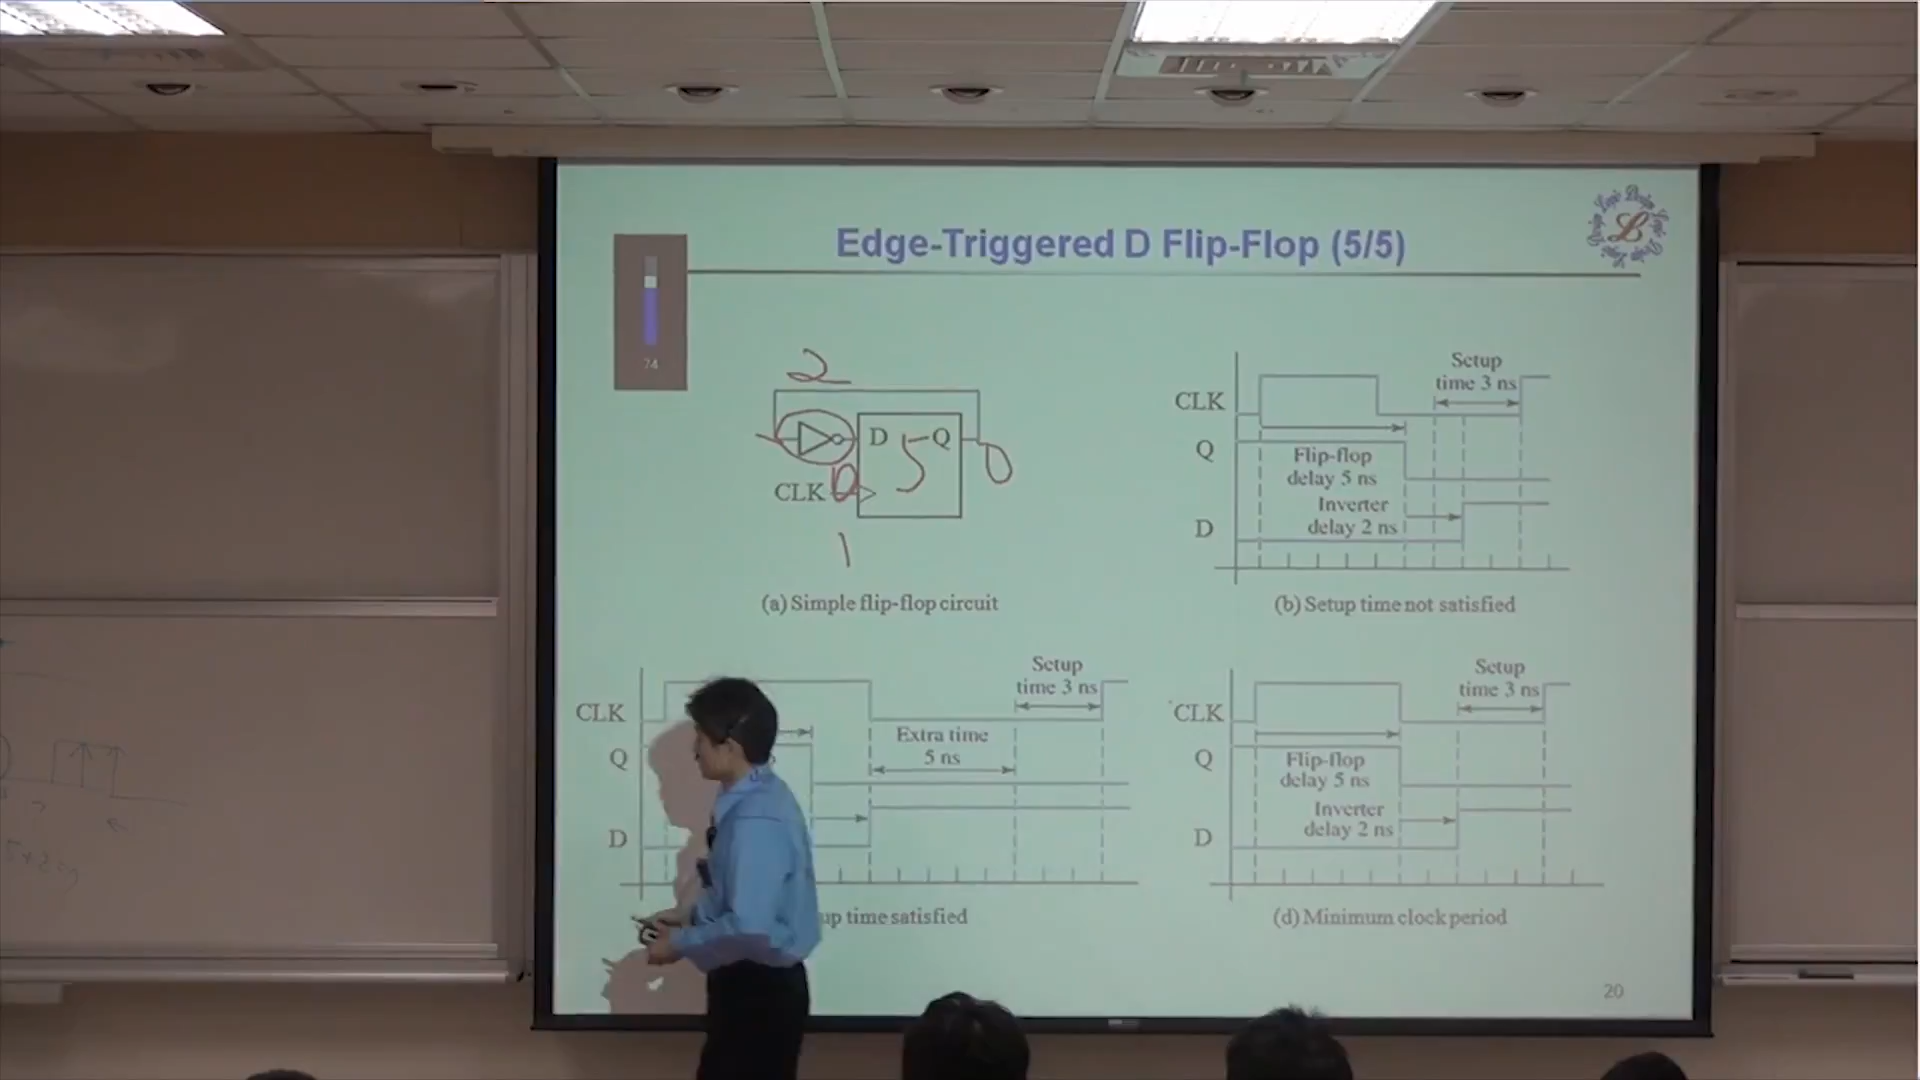 Edge-Triggered D Flip-Flop (5/5)
74
2
D 5 Q
0
CLK 0
1
(a) Simple flip-flop circuit
Setup
time 3 ns
CLK
Q
Flip-flop
delay 5 ns
Inverter
delay 2 ns
D
(b) Setup time not satisfied
Setup
time 3 ns
CLK
Extra time
5 ns
Q
D
up time satisfied
Setup
time 3 ns
CLK
Q
Flip-flop
delay 5 ns
Inverter
delay 2 ns
D
(d) Minimum clock period
20